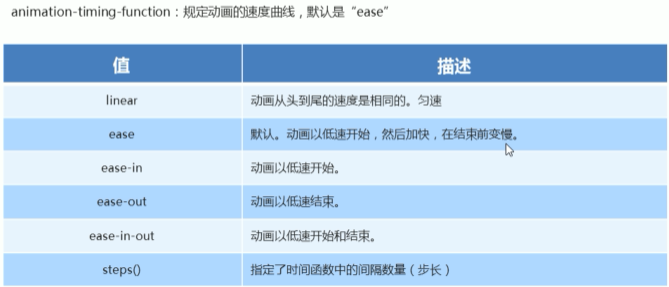 animation-timing-function：规定动画的速度曲线，默认是“ease”
值 描述
linear 动画从头到尾的速度是相同的。匀速
ease 默认。动画以低速开始，然后加快，在结束前变慢。
ease-in 动画以低速开始。
ease-out 动画以低速结束。
ease-in-out 动画以低速开始和结束。
steps() 指定了时间函数中的间隔数量（步长）